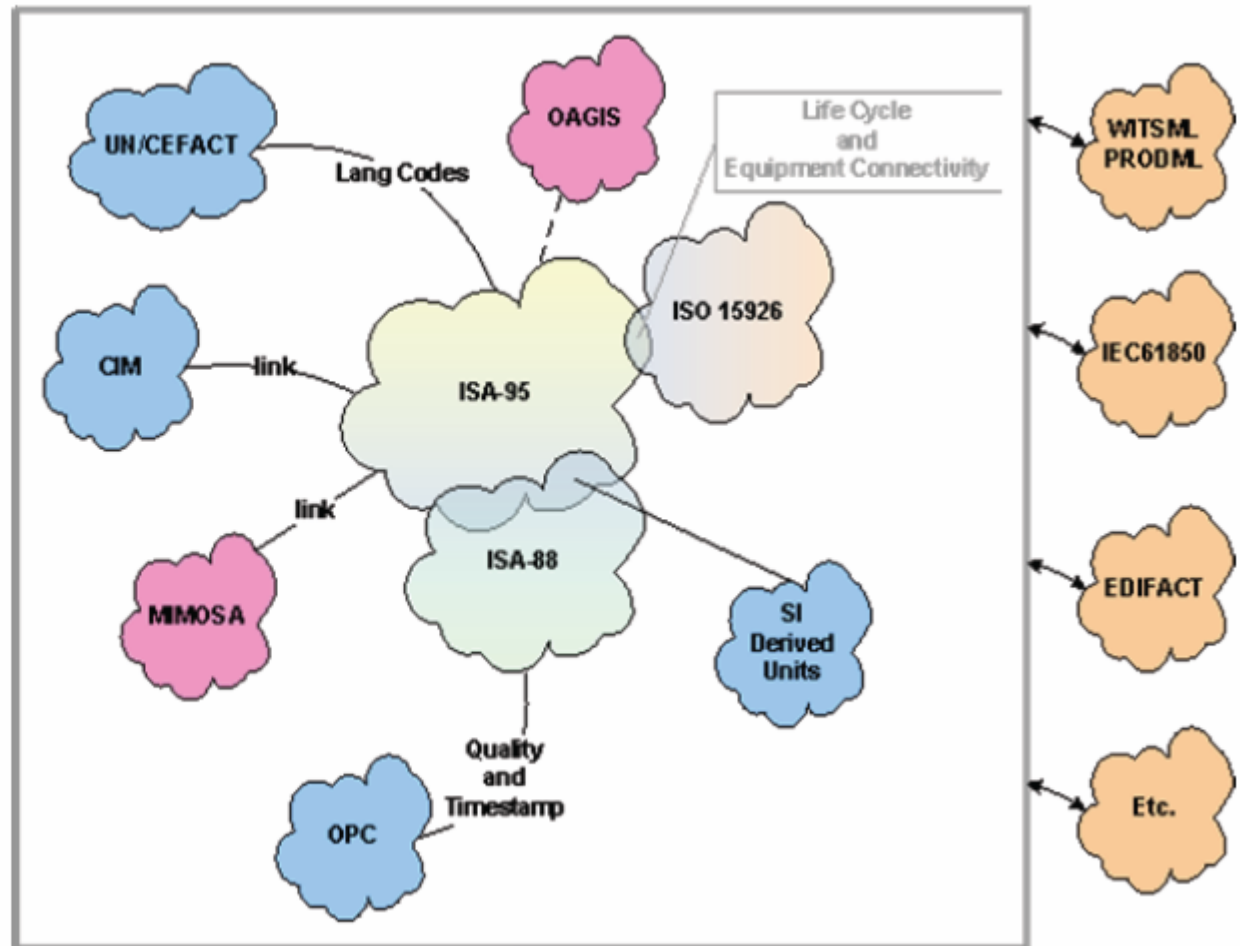 OAGIS
Life Cycle
and
Equipment Connectivity
UN/CEFACT
Lang Codes
WITSML
PRODML
ISO 15926
CIM
link
ISA-95
IEC61850
link
ISA-88
MIMOSA
SI
Derived
Units
EDIFACT
Quality
and
Timestamp
OPC
Etc.